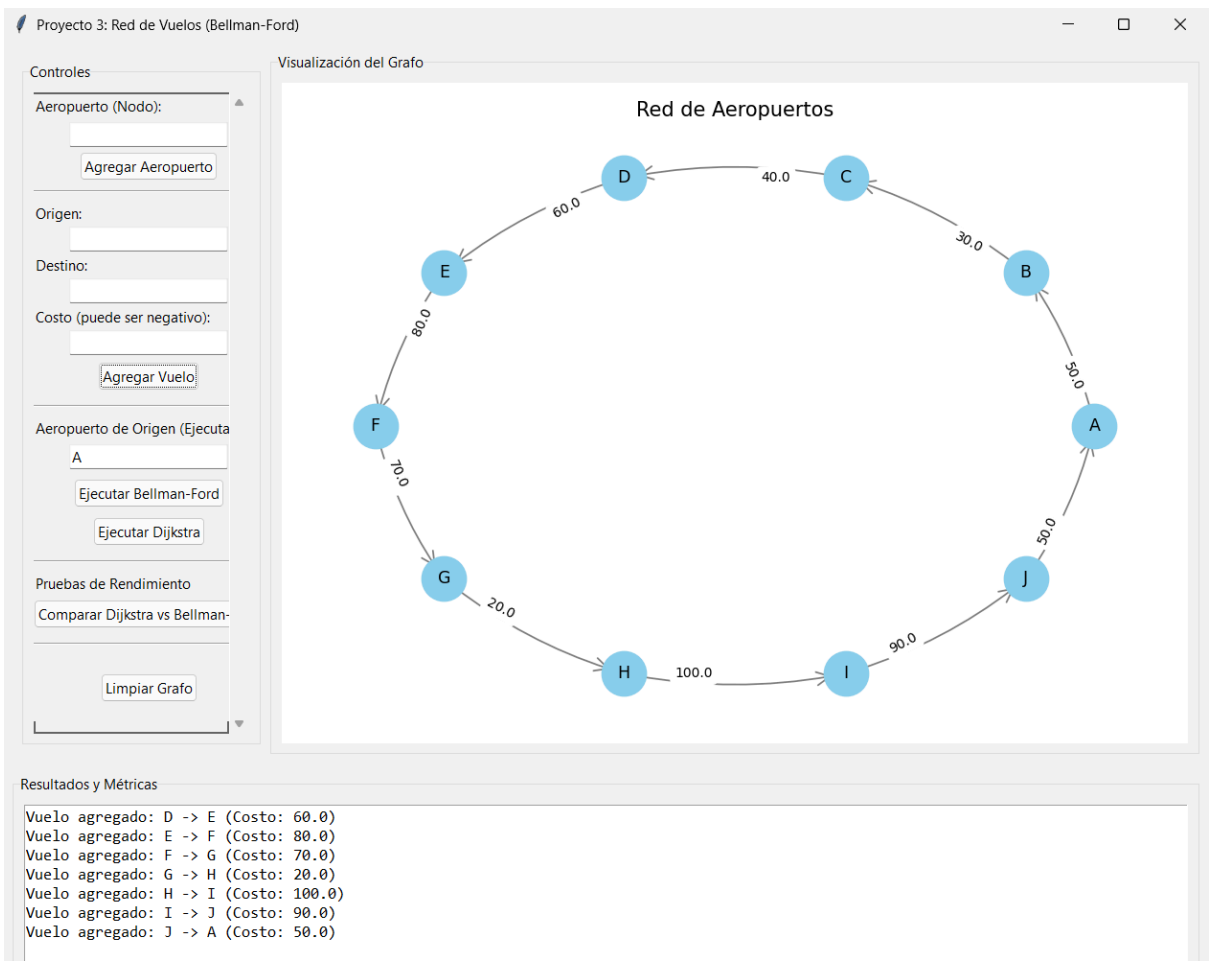 Proyecto 3: Red de Vuelos (Bellman-Ford)
Controles
Aeropuerto (Nodo):
Agregar Aeropuerto
Origen:
Destino:
Costo (puede ser negativo):
Agregar Vuelo
Aeropuerto de Origen (Ejecuta
A
Ejecutar Bellman-Ford
Ejecutar Dijkstra
Pruebas de Rendimiento
Comparar Dijkstra vs Bellman-
Limpiar Grafo
Visualización del Grafo
Red de Aeropuertos
D
40.0
C
60.0
30.0
E
B
80.0
50.0
F
A
70.0
50.0
G
J
20.0
90.0
H
100.0
I
Resultados y Métricas
Vuelo agregado: D -> E (Costo: 60.0)
Vuelo agregado: E -> F (Costo: 80.0)
Vuelo agregado: F -> G (Costo: 70.0)
Vuelo agregado: G -> H (Costo: 20.0)
Vuelo agregado: H -> I (Costo: 100.0)
Vuelo agregado: I -> J (Costo: 90.0)
Vuelo agregado: J -> A (Costo: 50.0)